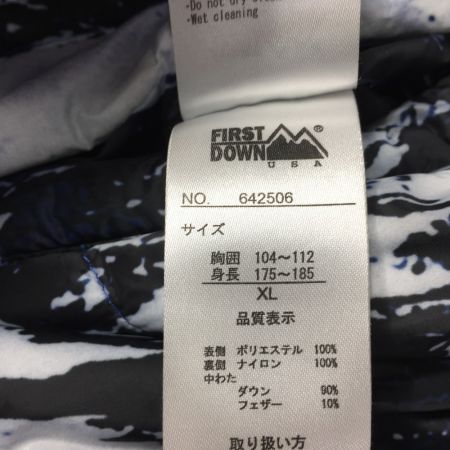 -Do not dry clean
-Wet cleaning
FIRST
DOWN®
USA
NO. 642506
サイズ
胸囲 104～112
身長 175～185
XL
品質表示
表側 ポリエステル 100%
裏側 ナイロン 100%
中わた
ダウン 90%
フェザー 10%
取り扱い方